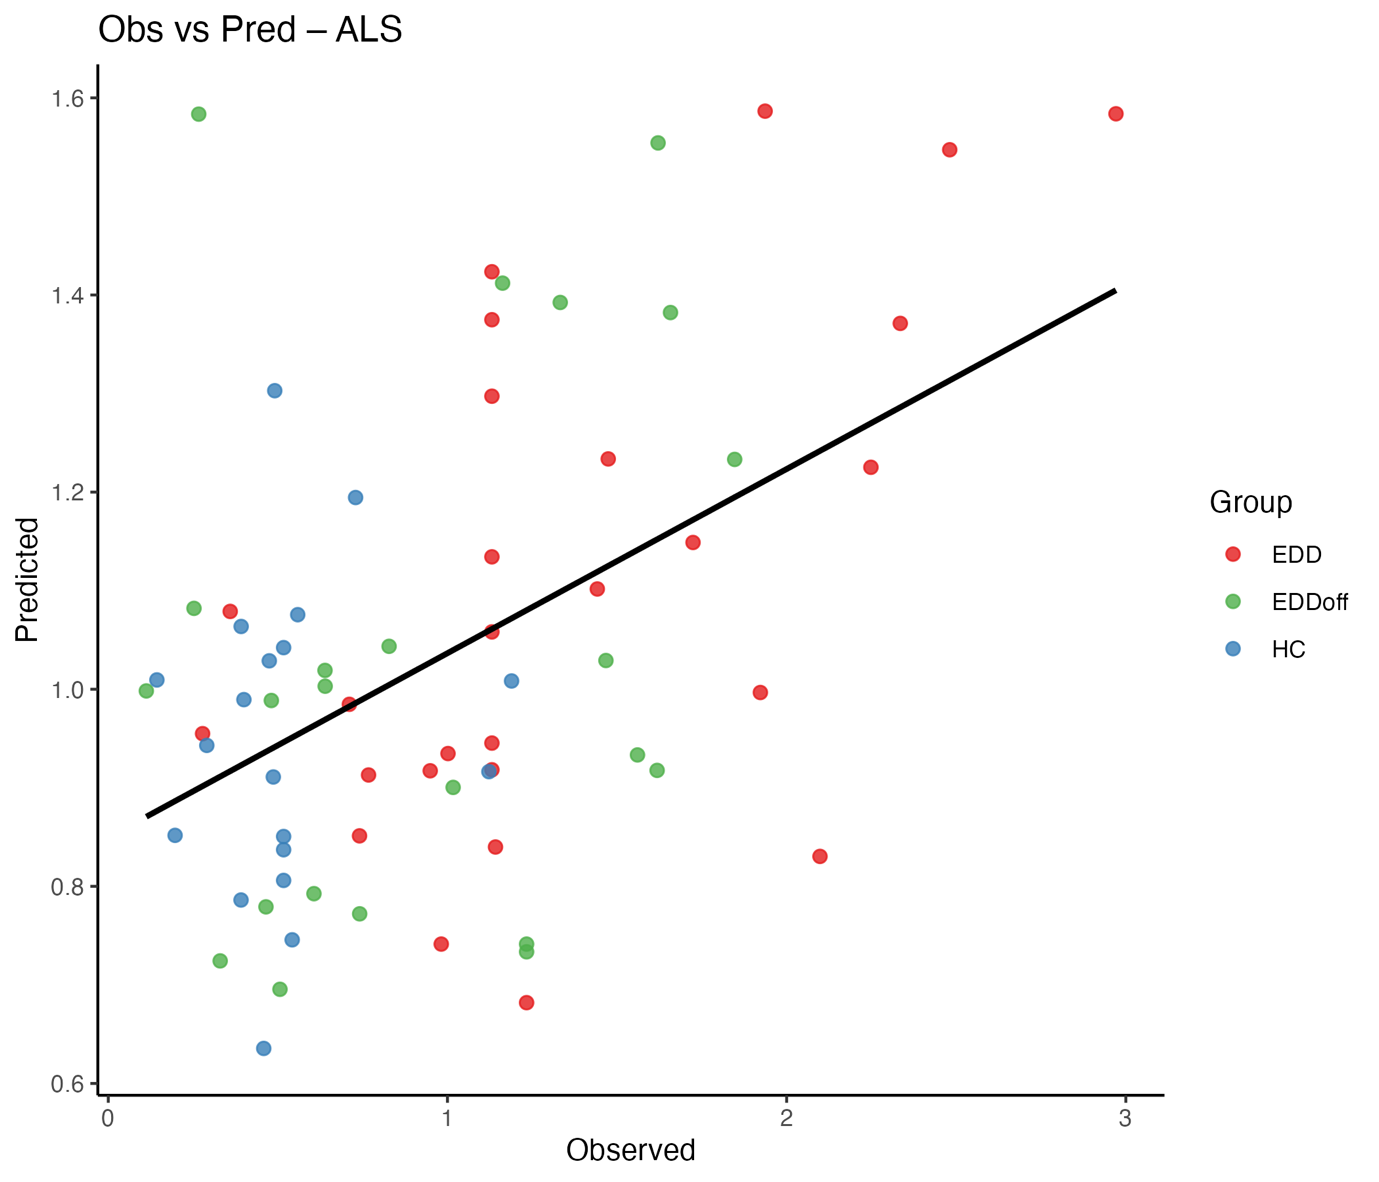 Obs vs Pred – ALS
1.6
1.4
1.2
1.0
0.8
0.6
Predicted
0
1
2
3
Observed
Group
EDD
EDDoff
HC